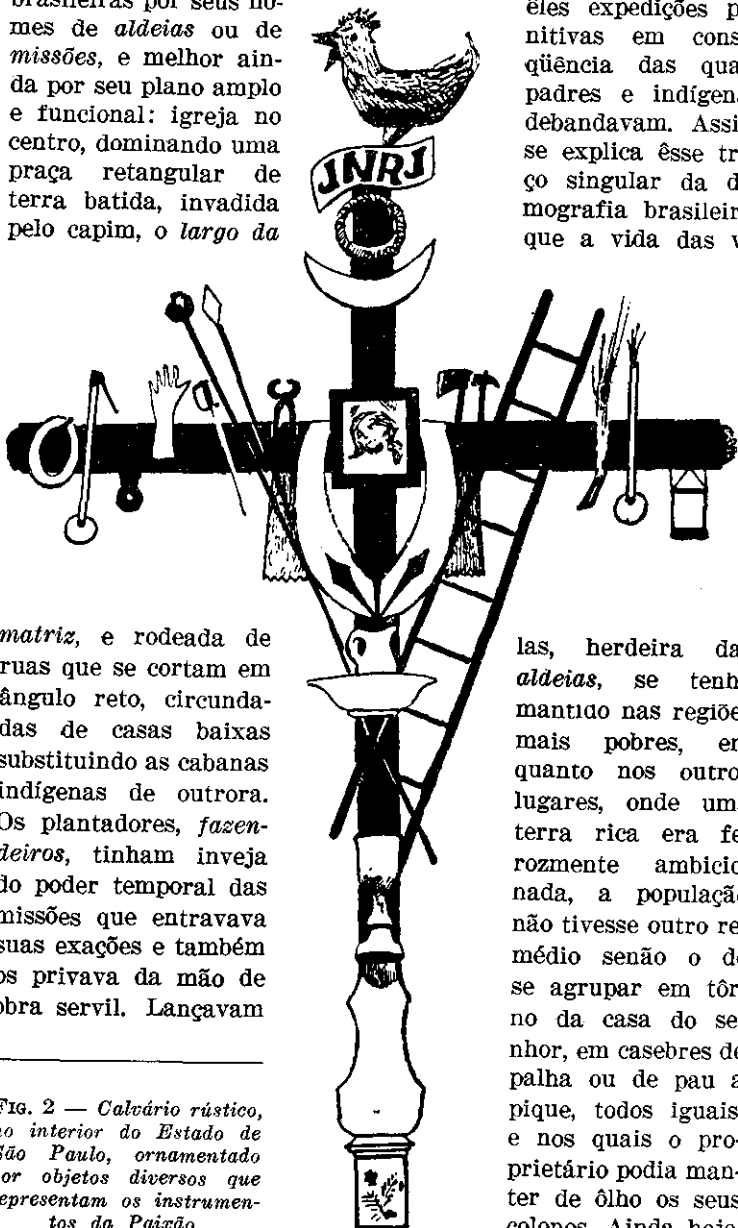 brasileiras por seus no-
mes de aldeias ou de
missões, e melhor ain-
da por seu plano amplo
e funcional: igreja no
centro, dominando uma
praça retangular de
terra batida, invadida
pelo capim, o largo da
matriz, e rodeada de
ruas que se cortam em
ângulo reto, circunda-
das de casas baixas
substituindo as cabanas
indígenas de outrora.
Os plantadores, fazen-
deiros, tinham inveja
do poder temporal das
missões que entravava
suas exações e também
os privava da mão de
obra servil. Lançavam
êles expedições p
nitivas em cons
qüência das qua
padres e indígena
debandavam. Assi
se explica êsse tr
ço singular da d
mografia brasileir
que a vida das v
las, herdeira da
aldeias, se tenh
mantido nas regiõe
mais pobres, en
quanto nos outro
lugares, onde um
terra rica era fe
rozmente ambicio
nada, a população
não tivesse outro re
médio senão o de
se agrupar em tôr
no da casa do se
nhor, em casebres de
palha ou de pau a
pique, todos iguais
e nos quais o pro-
prietário podia man-
ter de ôlho os seus
colonos. Ainda hoje
JNRJ
FIG. 2 — Calvário rústico,
no interior do Estado de
São Paulo, ornamentado
por objetos diversos que
representam os instrumen-
tos da Paixão